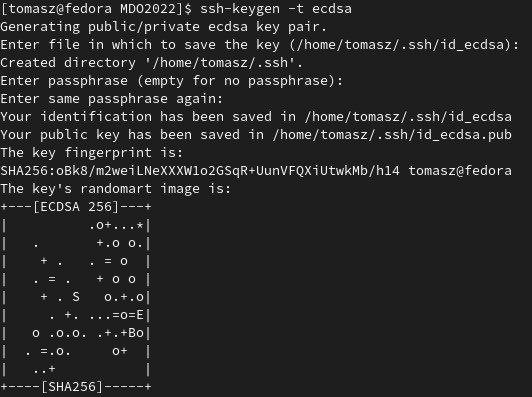 [tomasz@fedora MDO2022]$ ssh-keygen -t ecdsa
Generating public/private ecdsa key pair.
Enter file in which to save the key (/home/tomasz/.ssh/id_ecdsa):
Created directory '/home/tomasz/.ssh'.
Enter passphrase (empty for no passphrase):
Enter same passphrase again:
Your identification has been saved in /home/tomasz/.ssh/id_ecdsa
Your public key has been saved in /home/tomasz/.ssh/id_ecdsa.pub
The key fingerprint is:
SHA256:oBk8/m2weiLNeXXXW1o2GSqR+UunVFQXiUtwkMb/h14 tomasz@fedora
The key's randomart image is:
+---[ECDSA 256]---+
|          .o+...*|
|   .       +.o o.|
|    + .   . = o  |
|   . = .   + o o |
|    + . S   o.+.o|
|     . +. ...=o=E|
|   o .o.o. .+.+Bo|
|  . =.o.     o+  |
|   ..+           |
+----[SHA256]-----+